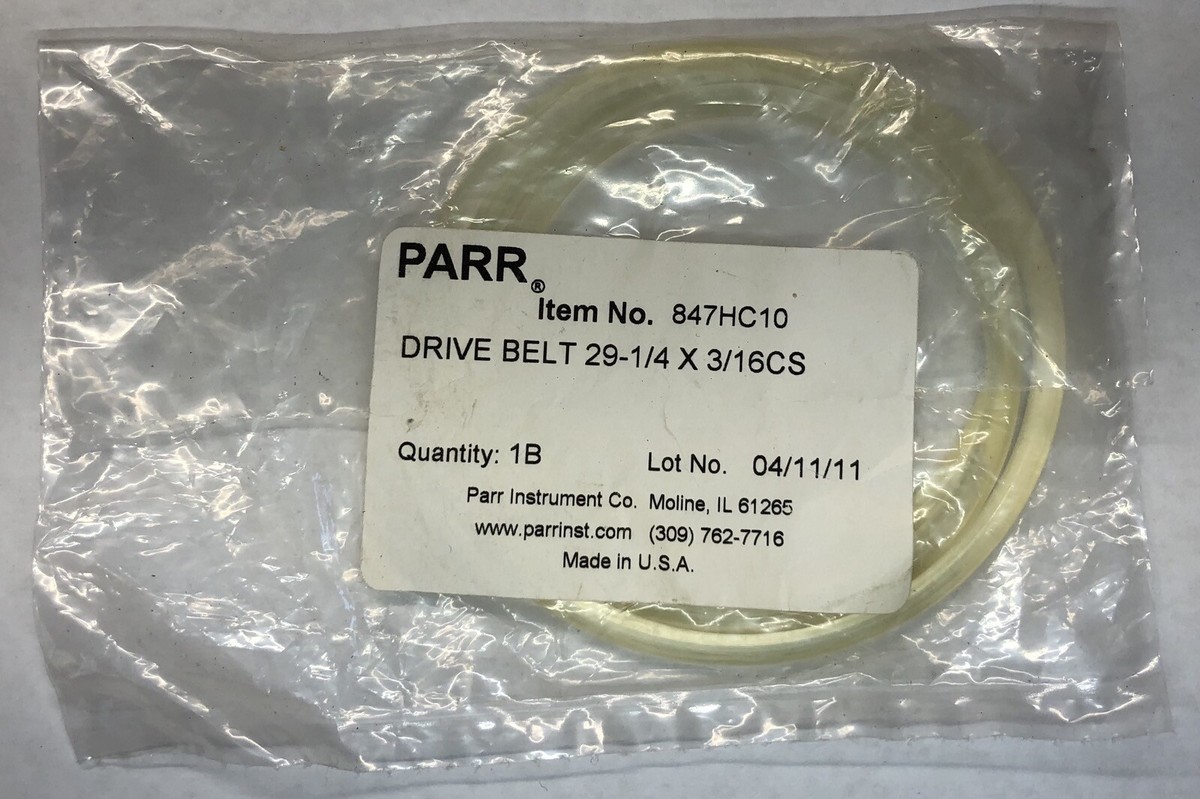 PARR®
Item No. 847HC10
DRIVE BELT 29-1/4 X 3/16CS
Quantity: 1B Lot No. 04/11/11
Parr Instrument Co. Moline, IL 61265
www.parrinst.com (309) 762-7716
Made in U.S.A.